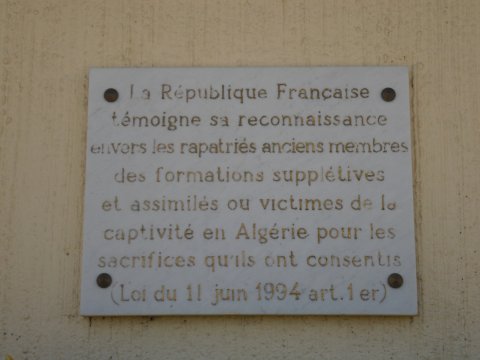 La République Française
témoigne sa reconnaissance
envers les rapatriés anciens membres
des formations supplétives
et assimilés ou victimes de la
captivité en Algérie pour les
sacrifices qu'ils ont consentis
(Loi du 11 juin 1994 art.1er)